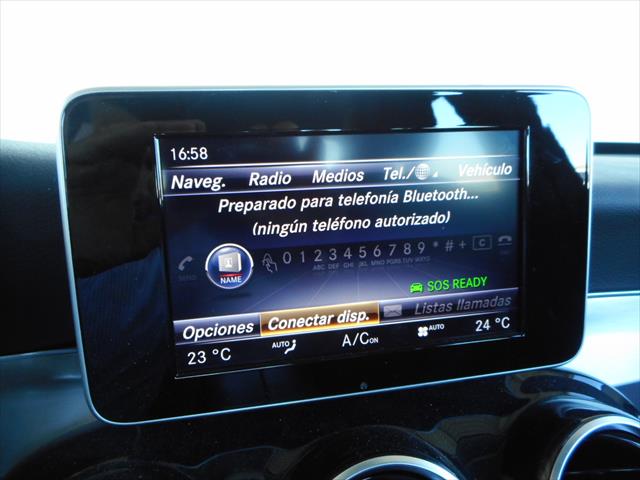 16:58
Naveg. Radio Medios Tel./ Vehículo
Preparado para telefonía Bluetooth...
(ningún teléfono autorizado)
0 1 2 3 4 5 6 7 8 9 * # + C
ABC DEF GHI JKL MNO PQRS TUV WXYZ
SEND NAME END
SOS READY
Opciones Conectar disp. Listas llamadas
23 °C AUTO A/C ON AUTO 24 °C